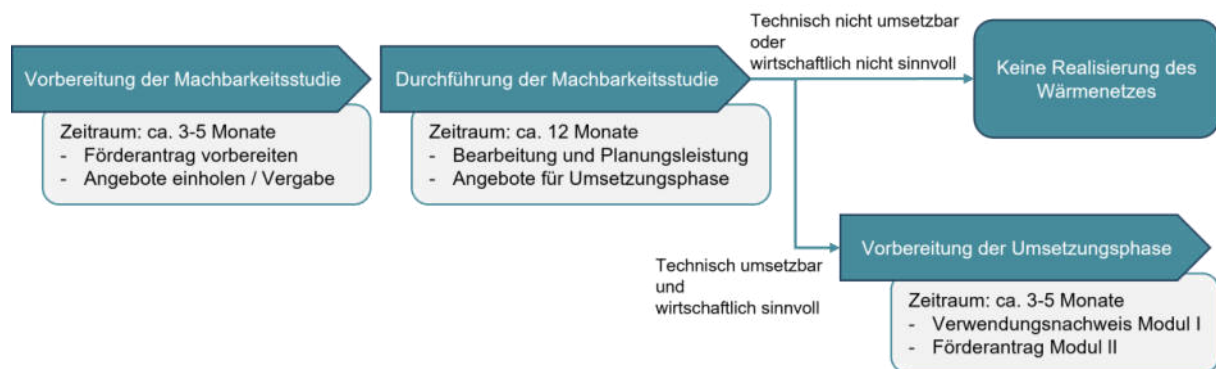 Vorbereitung der Machbarkeitsstudie
Zeitraum: ca. 3-5 Monate
- Förderantrag vorbereiten
- Angebote einholen / Vergabe
Durchführung der Machbarkeitsstudie
Zeitraum: ca. 12 Monate
- Bearbeitung und Planungsleistung
- Angebote für Umsetzungsphase
Technisch nicht umsetzbar
oder
wirtschaftlich nicht sinnvoll
Keine Realisierung des
Wärmenetzes
Technisch umsetzbar
und
wirtschaftlich sinnvoll
Vorbereitung der Umsetzungsphase
Zeitraum: ca. 3-5 Monate
- Verwendungsnachweis Modul I
- Förderantrag Modul II